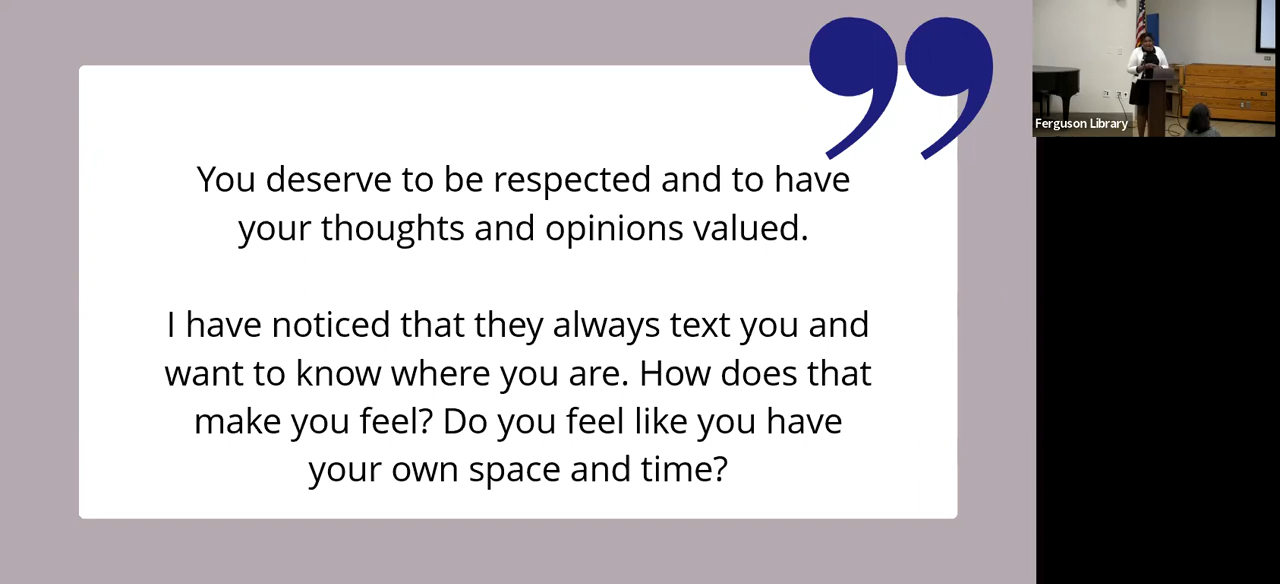 You deserve to be respected and to have
your thoughts and opinions valued.
I have noticed that they always text you and
want to know where you are. How does that
make you feel? Do you feel like you have
your own space and time?
Ferguson Library